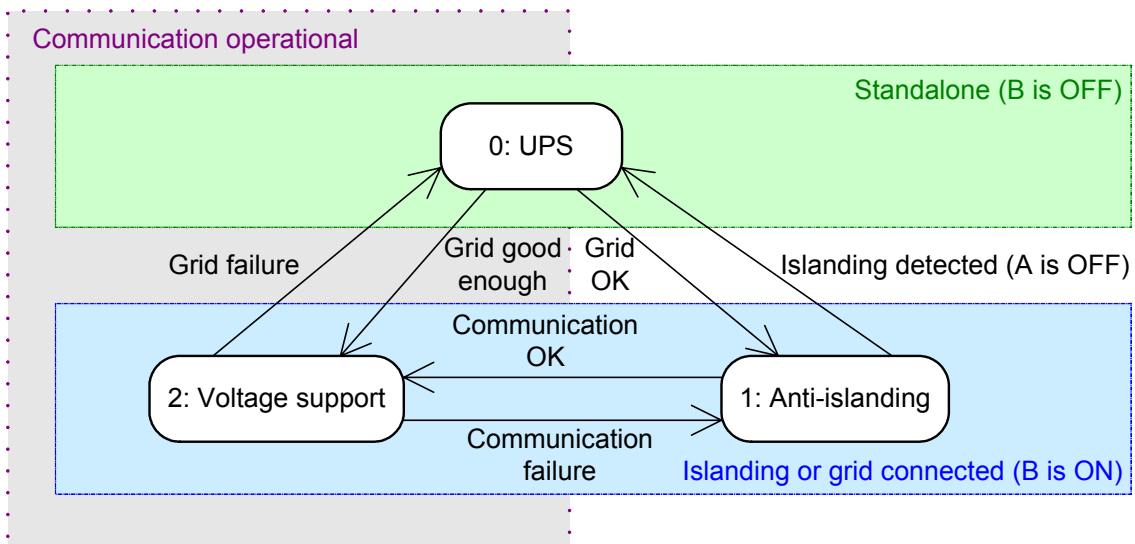 Communication operational
Standalone (B is OFF)
0: UPS
Grid failure
Grid good
enough
Grid
OK
Islanding detected (A is OFF)
Communication
OK
2: Voltage support
1: Anti-islanding
Communication
failure
Islanding or grid connected (B is ON)